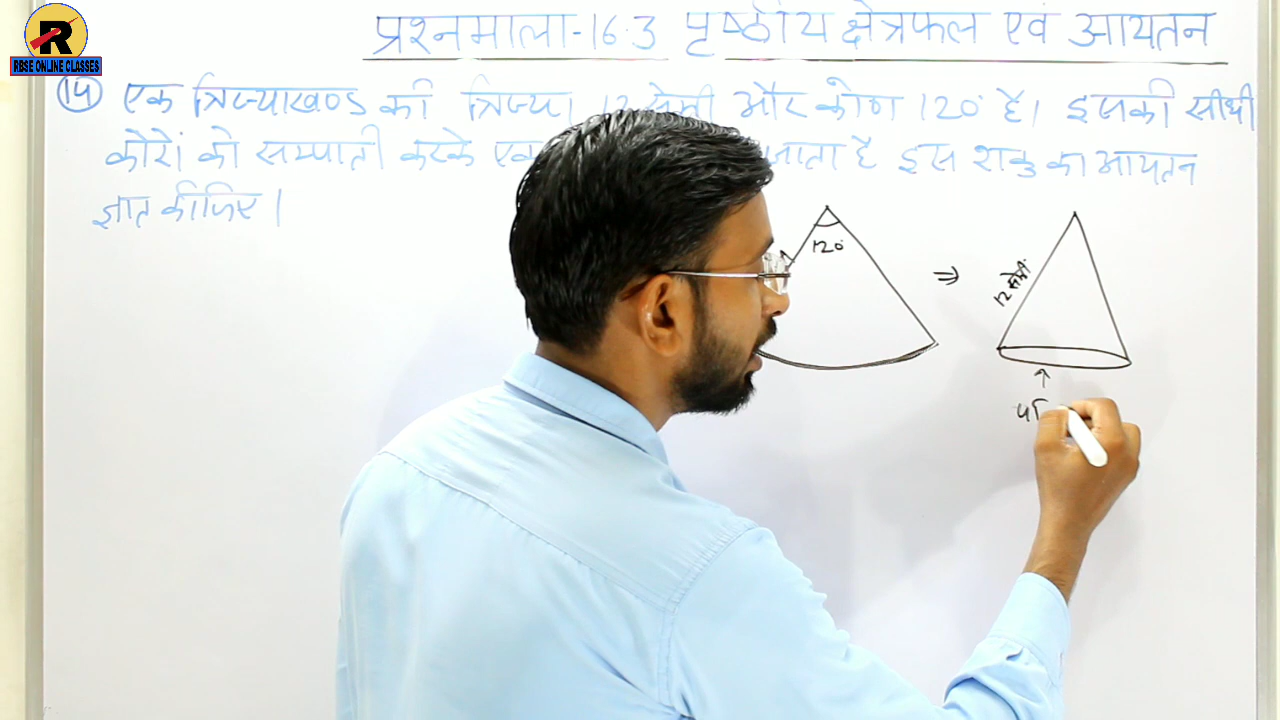 R
RBSE ONLINE CLASSES
प्रश्नमाला-16.3 पृष्ठीय क्षेत्रफल एवं आयतन
14 एक त्रिज्याखण्ड की त्रिज्या 12 सेमी और कोण 120° है। इसकी सीधी
कोरों को सम्पाती करके एक जाता है इस शंकु का आयतन
ज्ञात कीजिए।
120°
⇒
12 सेमी